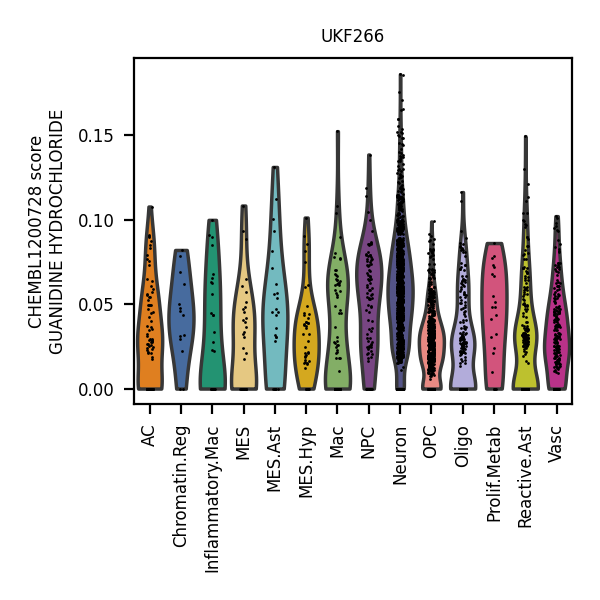 UKF266
CHEMBL1200728 score
GUANIDINE HYDROCHLORIDE
0.15
0.10
0.05
0.00
AC
Chromatin.Reg
Inflammatory.Mac
MES
MES.Ast
MES.Hyp
Mac
NPC
Neuron
OPC
Oligo
Prolif.Metab
Reactive.Ast
Vasc